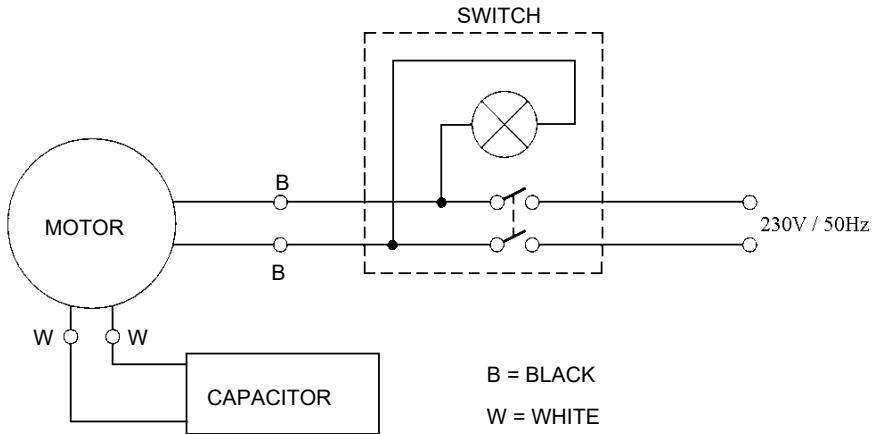 SWITCH
B
MOTOR
230V / 50Hz
B
W
W
CAPACITOR
B = BLACK
W = WHITE